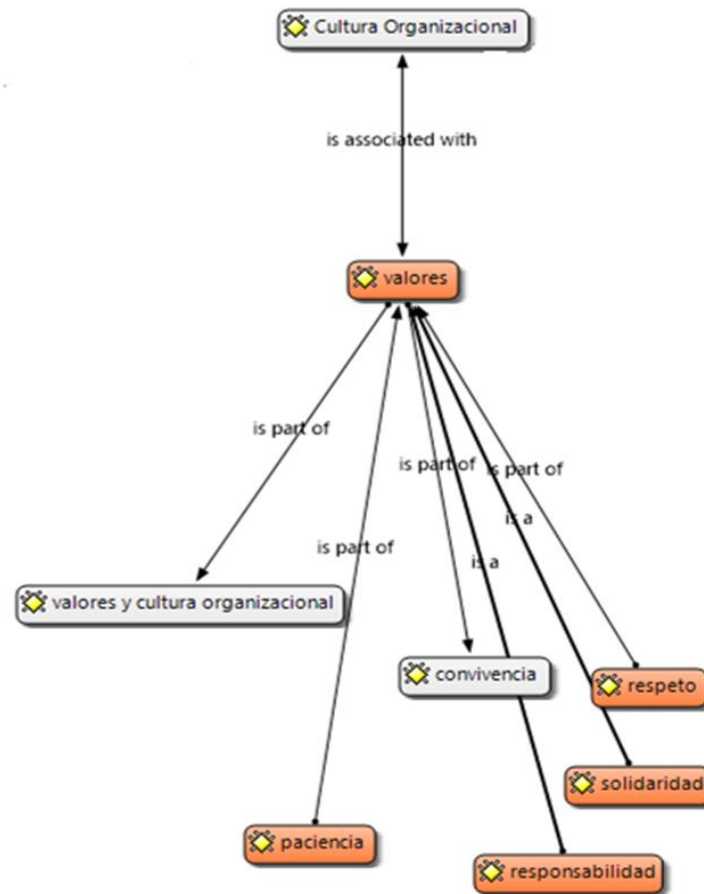 Cultura Organizacional
is associated with
valores
is part of
is part of
is part of
is a
is part of
is a
valores y cultura organizacional
convivencia
respeto
solidaridad
paciencia
responsabilidad